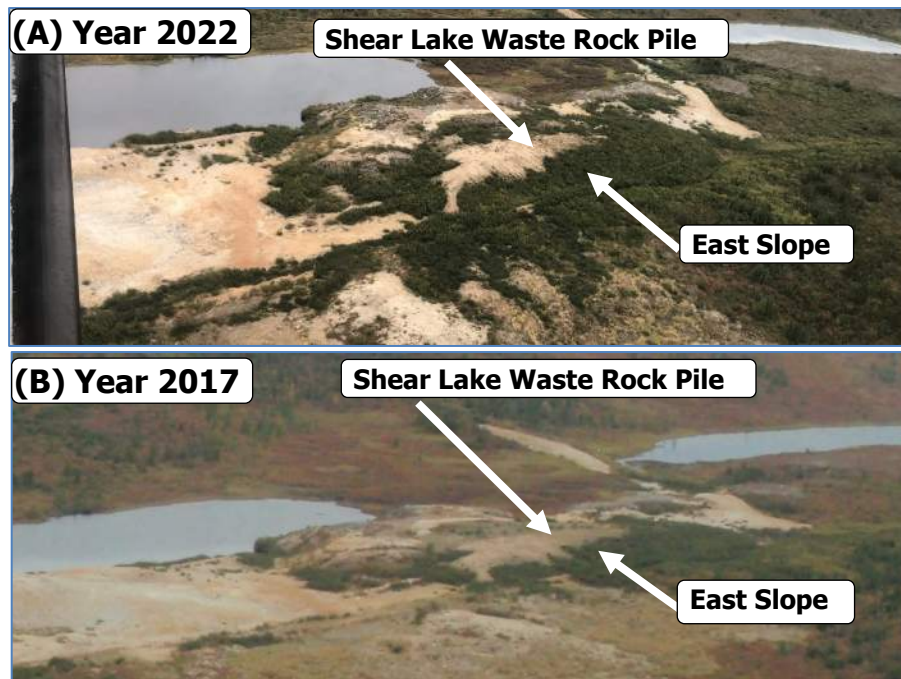 (A) Year 2022
Shear Lake Waste Rock Pile
East Slope
(B) Year 2017
Shear Lake Waste Rock Pile
East Slope